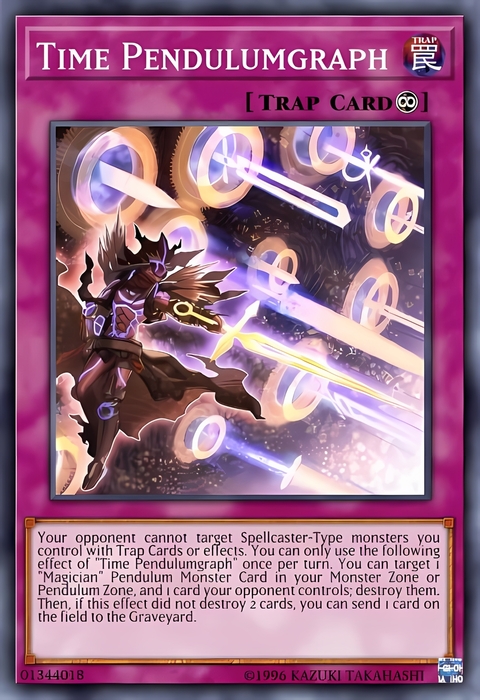 TIME PENDULUMGRAPH
TRAP
罠
[ TRAP CARD ]
Your opponent cannot target Spellcaster-Type monsters you
control with Trap Cards or effects. You can only use the following
effect of "Time Pendulumgraph" once per turn. You can target 1
"Magician" Pendulum Monster Card in your Monster Zone or
Pendulum Zone, and 1 card your opponent controls; destroy them.
Then, if this effect did not destroy 2 cards, you can send 1 card on
the field to the Graveyard.
01344018
©1996 KAZUKI TAKAHASHI